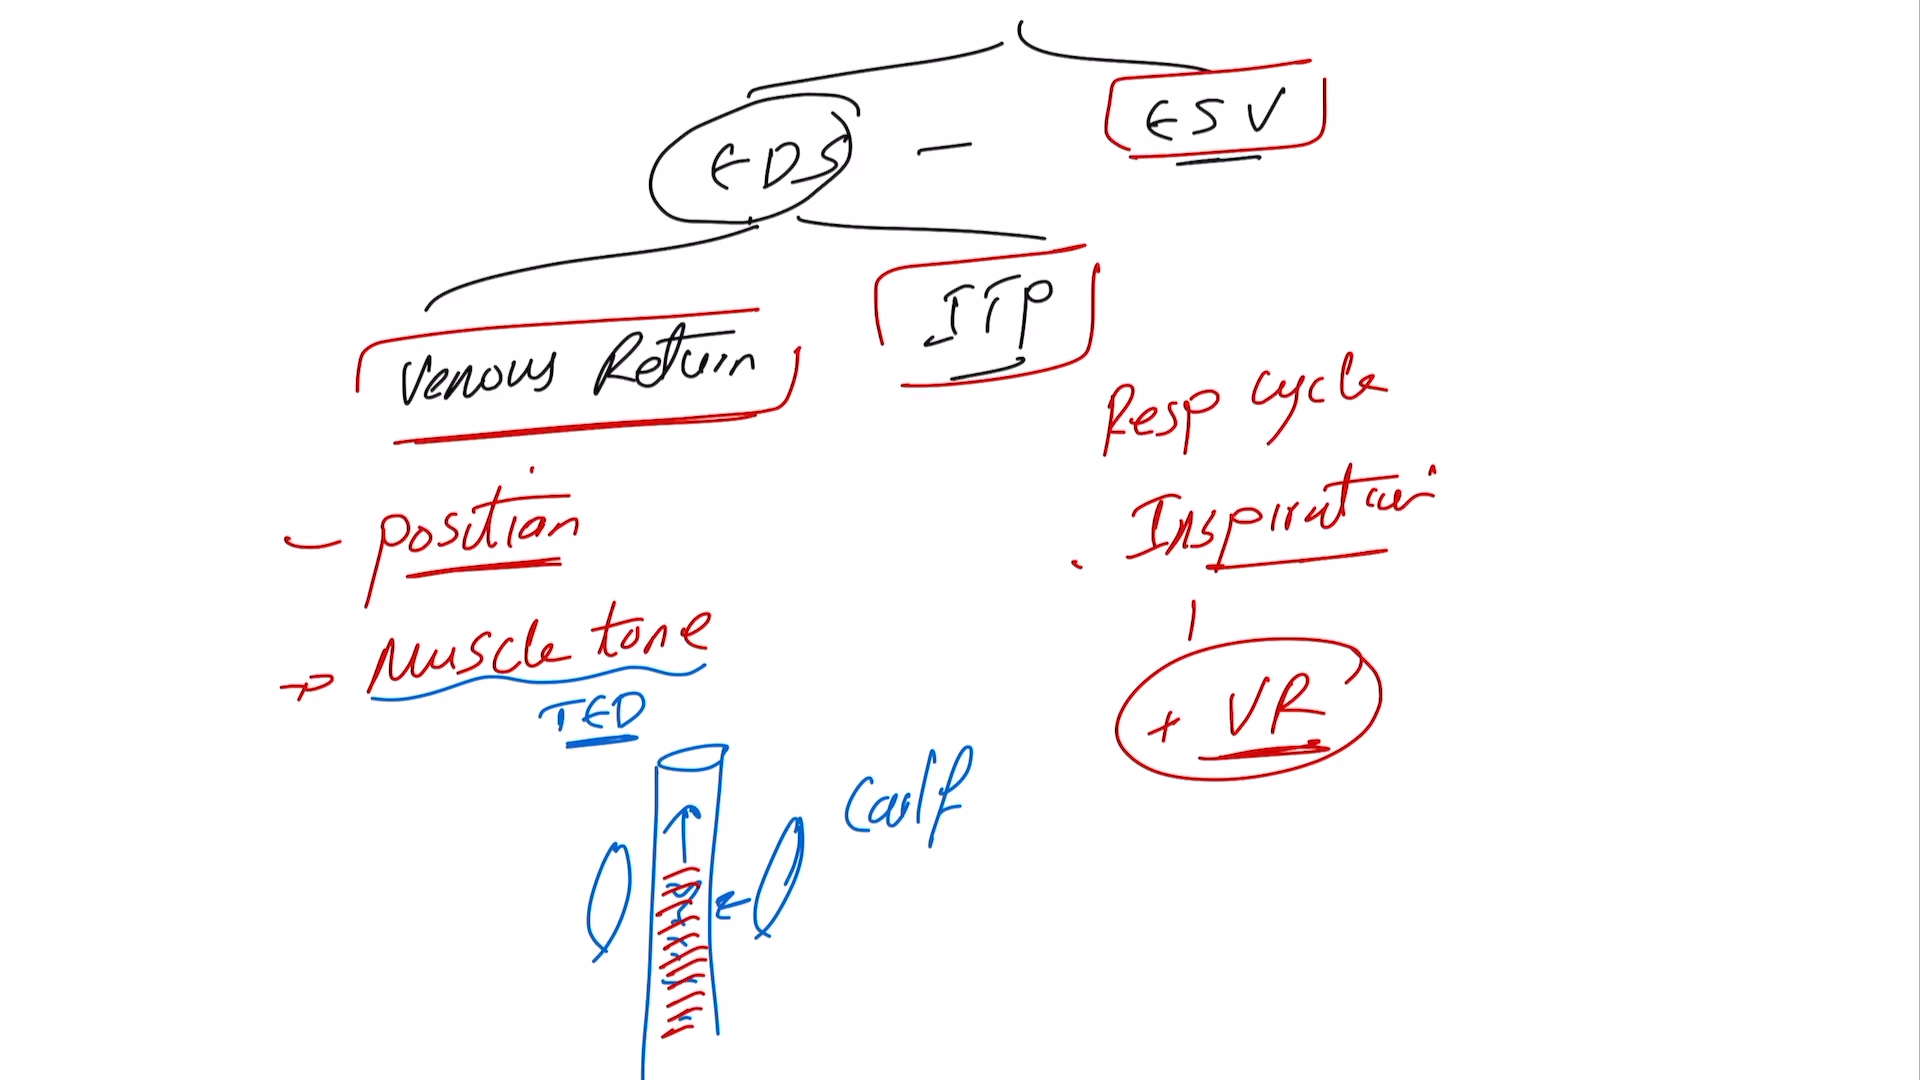 EDS - ESV
Venous Return
ITP
- position
→ Muscle tone
TED
Calf
Resp cycle
Inspiration
+ VR